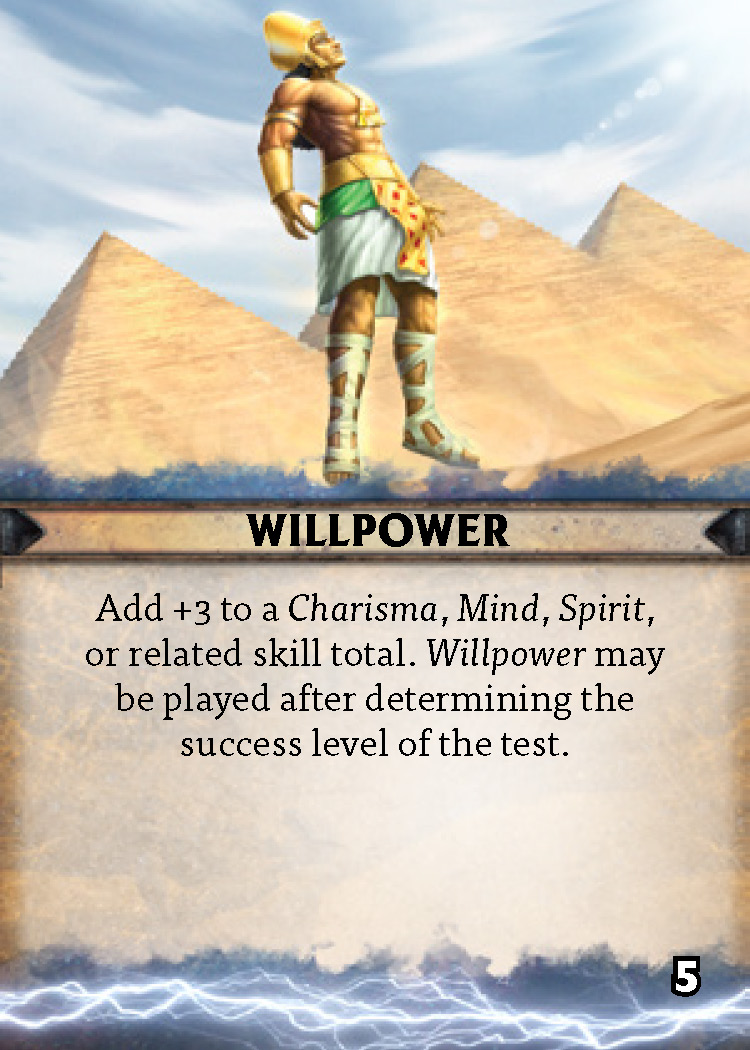 WILLPOWER
Add +3 to a Charisma, Mind, Spirit,
or related skill total. Willpower may
be played after determining the
success level of the test.
5